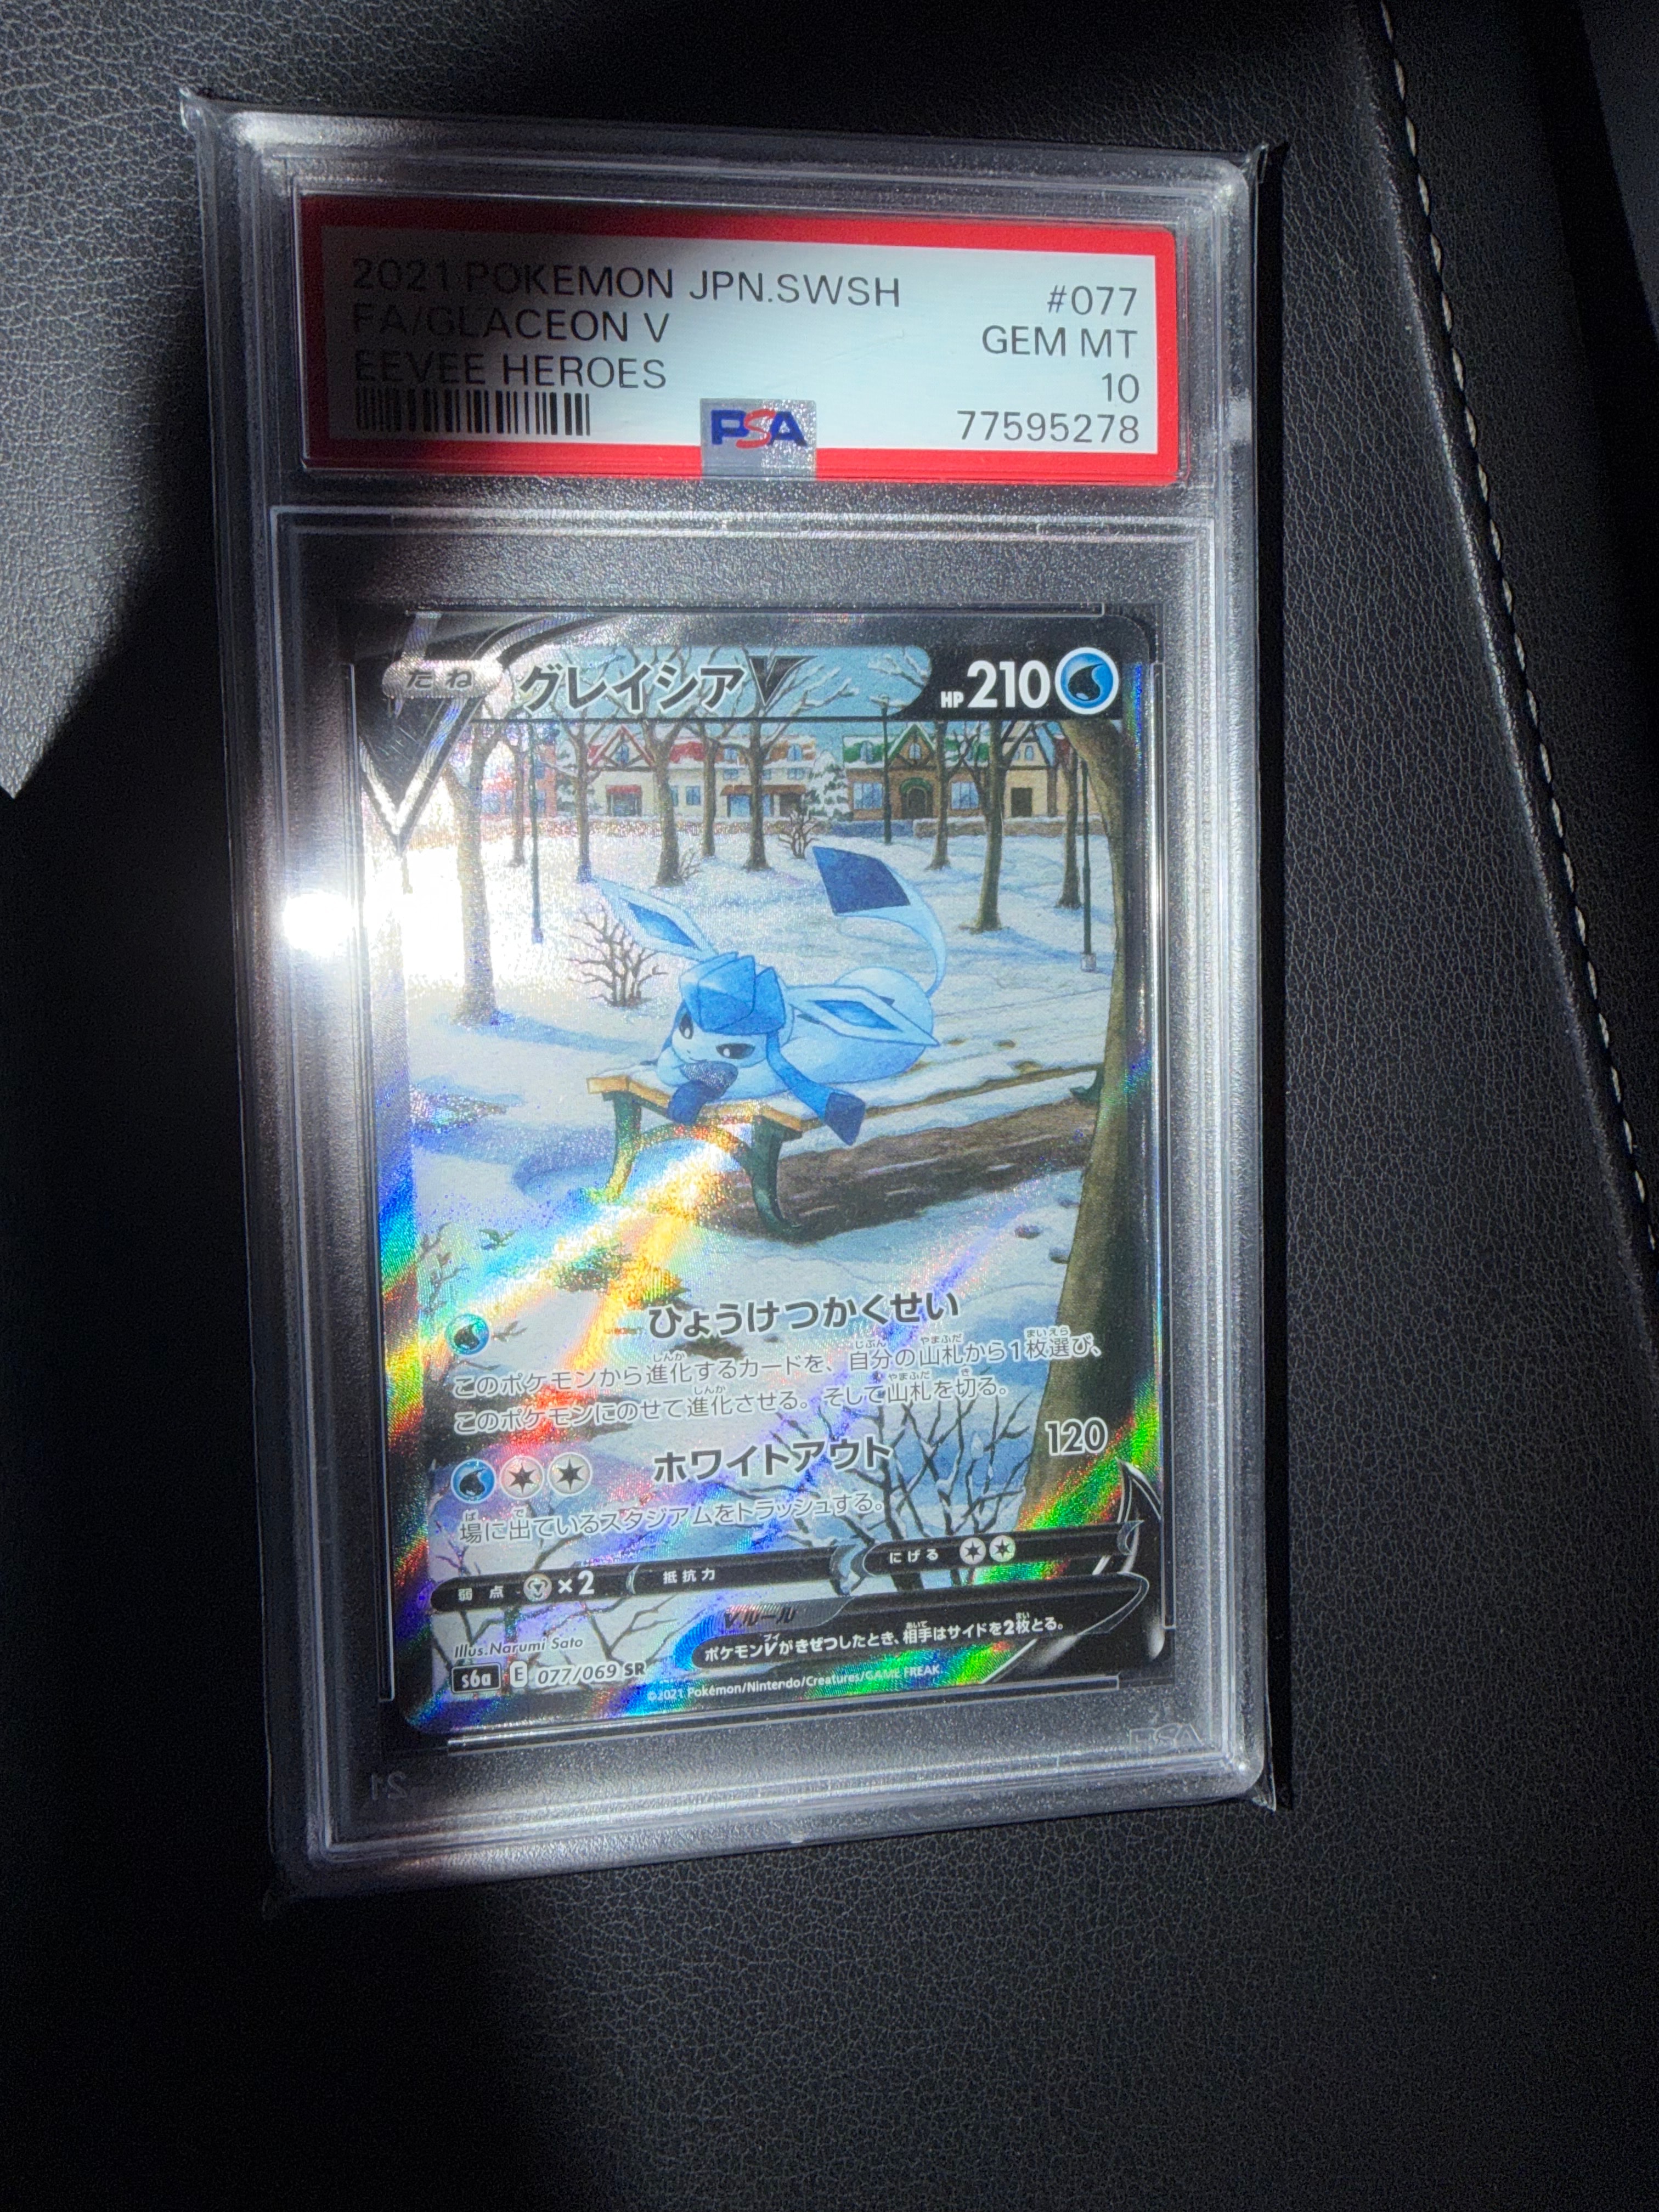 2021 POKEMON JPN.SWSH
FA/GLACEON V
EEVEE HEROES
#077
GEM MT
10
77595278
PSA
たね
グレイシアV
HP210
ひょうけつかくせい
このポケモンから進化するカードを、自分の山札から1枚選び、
このポケモンにのせて進化させる。そして山札を切る。
ホワイトアウト 120
場に出ているスタジアムをトラッシュする。
弱点 ×2 抵抗力 にげる
Vルール
ポケモンVがきぜつしたとき、相手はサイドを2枚とる。
Illus.Narumi Sato
s6a E 077/069 SR
©2021 Pokémon/Nintendo/Creatures/GAME FREAK.
PSA